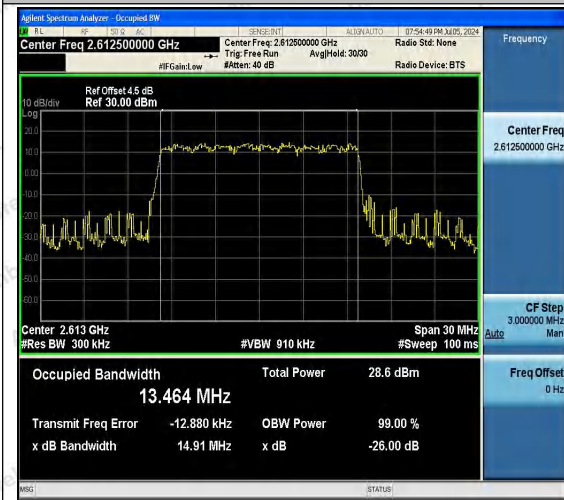 Agilent Spectrum Analyzer - Occupied BW
RL RF 50 Ω AC SENSE:INT ALIGN AUTO 07:54:49 PM Jul 05, 2024
Center Freq 2.612500000 GHz
Center Freq: 2.612500000 GHz
Radio Std: None
Trig: Free Run Avg|Hold: 30/30
#IFGain:Low #Atten: 40 dB Radio Device: BTS
Ref Offset 4.5 dB
10 dB/div Ref 30.00 dBm
Log
20.0
10.0
0.00
-10.0
-20.0
-30.0
-40.0
-50.0
-60.0
Center 2.613 GHz Span 30 MHz
#Res BW 300 kHz #VBW 910 kHz #Sweep 100 ms
Occupied Bandwidth Total Power 28.6 dBm
13.464 MHz
Transmit Freq Error -12.880 kHz OBW Power 99.00 %
x dB Bandwidth 14.91 MHz x dB -26.00 dB
MSG STATUS
Frequency
Center Freq
2.612500000 GHz
CF Step
3.000000 MHz
Auto Man
Freq Offset
0 Hz